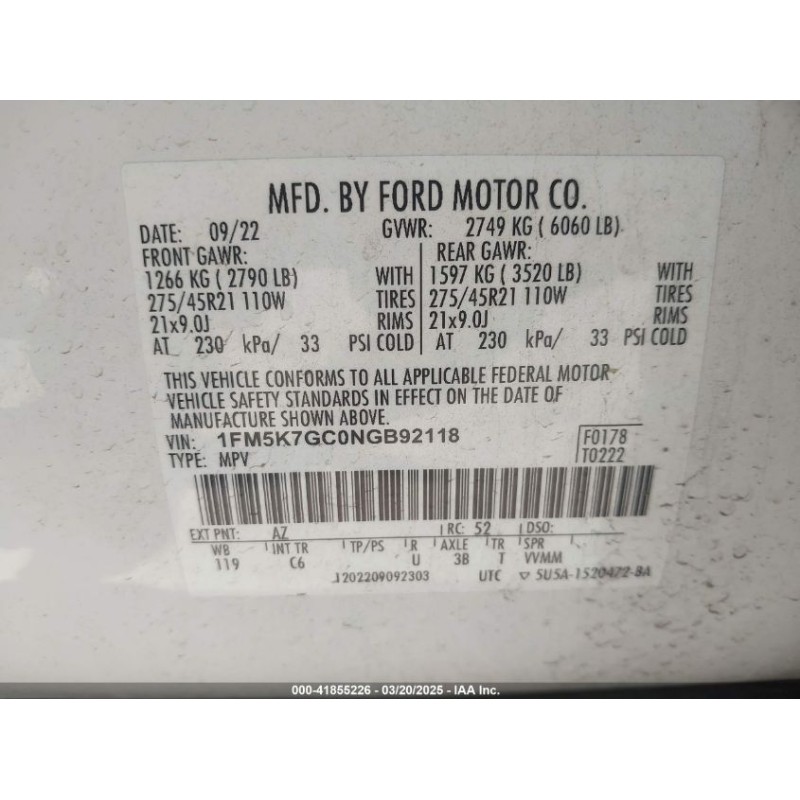 MFD. BY FORD MOTOR CO.
DATE: 09/22 GVWR: 2749 KG ( 6060 LB)
FRONT GAWR: REAR GAWR:
1266 KG ( 2790 LB) WITH 1597 KG ( 3520 LB) WITH
275/45R21 110W TIRES 275/45R21 110W TIRES
21x9.0J RIMS 21x9.0J RIMS
AT 230 kPa/ 33 PSI COLD AT 230 kPa/ 33 PSI COLD
THIS VEHICLE CONFORMS TO ALL APPLICABLE FEDERAL MOTOR
VEHICLE SAFETY STANDARDS IN EFFECT ON THE DATE OF
MANUFACTURE SHOWN ABOVE.
VIN: 1FM5K7GC0NGB92118 F0178
TYPE: MPV T0222
EXT PNT: AZ RC: 52 DSO:
WB INT TR TP/PS R AXLE TR SPR
119 C6 U 3B T VVMM
J202209092303 UTC 5U5A-1520472-BA
000-41855226 - 03/20/2025 - IAA Inc.